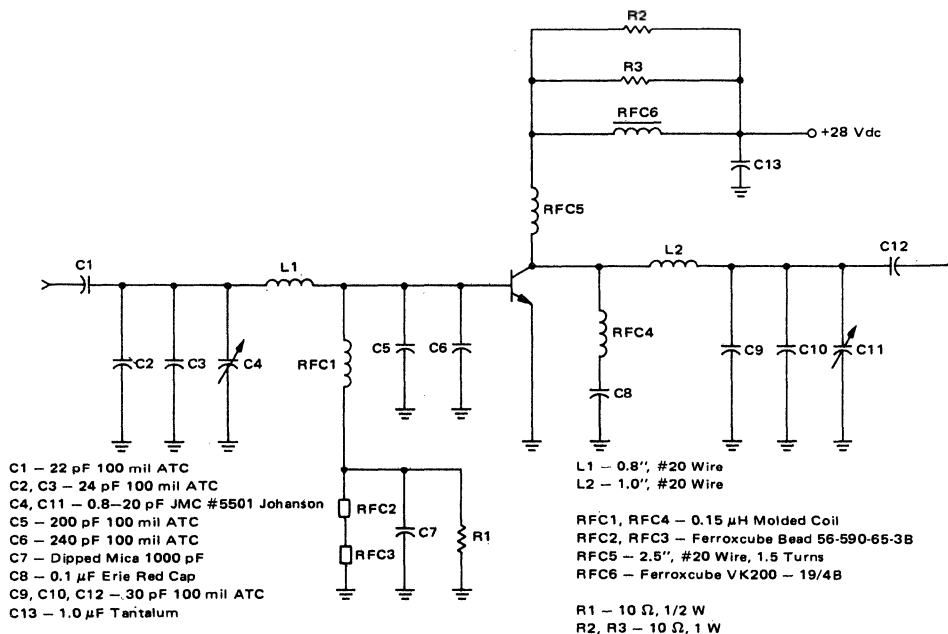 R2
R3
RFC6
+28 Vdc
C13
RFC5
C1
L1
L2
C12
C2
C3
C4
RFC1
C5
C6
RFC4
C8
C9
C10
C11
RFC2
RFC3
C7
R1
C1 – 22 pF 100 mil ATC
C2, C3 – 24 pF 100 mil ATC
C4, C11 – 0.8–20 pF JMC #5501 Johanson
C5 – 200 pF 100 mil ATC
C6 – 240 pF 100 mil ATC
C7 – Dipped Mica 1000 pF
C8 – 0.1 µF Erie Red Cap
C9, C10, C12 – 30 pF 100 mil ATC
C13 – 1.0 µF Tantalum
L1 – 0.8", #20 Wire
L2 – 1.0", #20 Wire
RFC1, RFC4 – 0.15 µH Molded Coil
RFC2, RFC3 – Ferroxcube Bead 56-590-65-3B
RFC5 – 2.5", #20 Wire, 1.5 Turns
RFC6 – Ferroxcube VK200 – 19/4B
R1 – 10 Ω, 1/2 W
R2, R3 – 10 Ω, 1 W